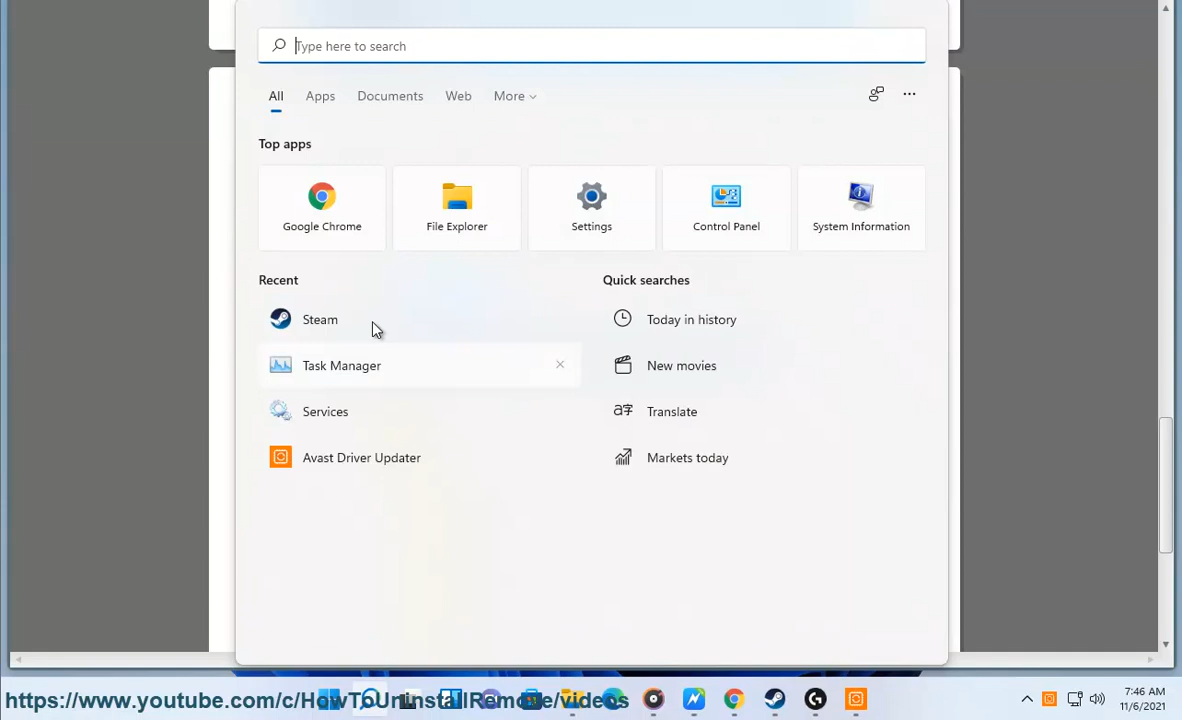 Type here to search
All Apps Documents Web More
Top apps
Google Chrome File Explorer Settings Control Panel System Information
Recent Quick searches
Steam Today in history
Task Manager New movies
Services Translate
Avast Driver Updater Markets today
https://www.youtube.com/c/HowToUninstallRemove/videos
7:46 AM
11/6/2021